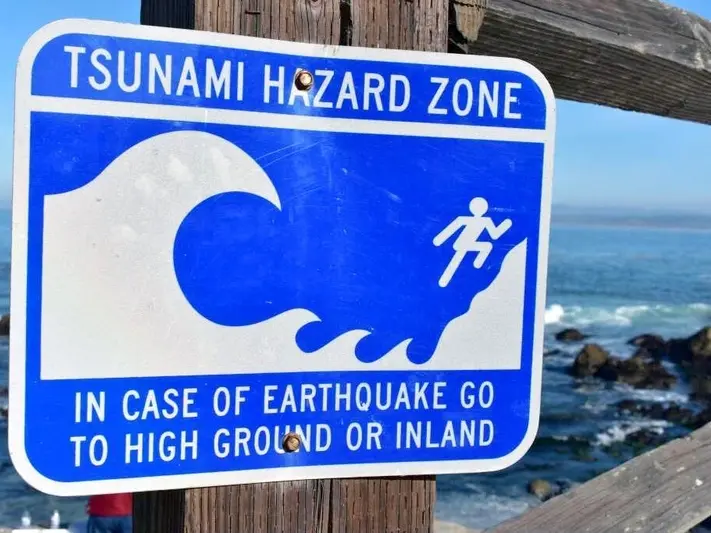 TSUNAMI HAZARD ZONE
IN CASE OF EARTHQUAKE GO
TO HIGH GROUND OR INLAND